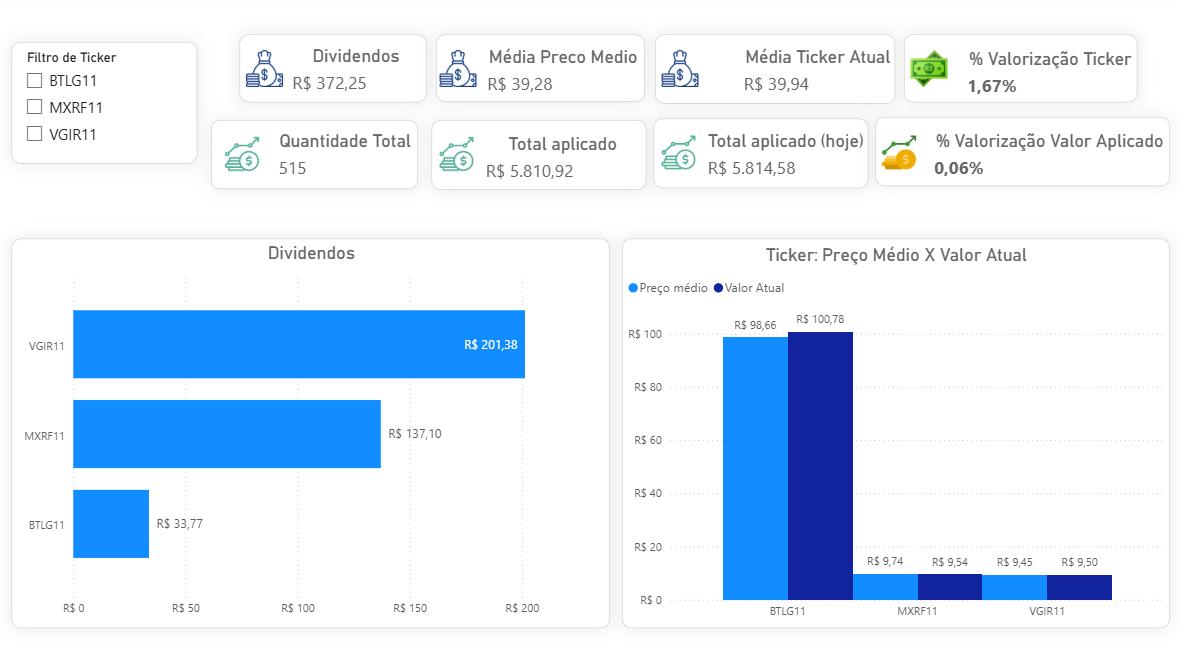 Filtro de Ticker
BTLG11
MXRF11
VGIR11
Dividendos
R$ 372,25
Média Preco Medio
R$ 39,28
Média Ticker Atual
R$ 39,94
% Valorização Ticker
1,67%
Quantidade Total
515
Total aplicado
R$ 5.810,92
Total aplicado (hoje)
R$ 5.814,58
% Valorização Valor Aplicado
0,06%
Dividendos
VGIR11
R$ 201,38
MXRF11
R$ 137,10
BTLG11
R$ 33,77
R$ 0
R$ 50
R$ 100
R$ 150
R$ 200
Ticker: Preço Médio X Valor Atual
Preço médio
Valor Atual
R$ 100
R$ 80
R$ 60
R$ 40
R$ 20
R$ 0
R$ 98,66
R$ 100,78
R$ 9,74
R$ 9,54
R$ 9,45
R$ 9,50
BTLG11
MXRF11
VGIR11